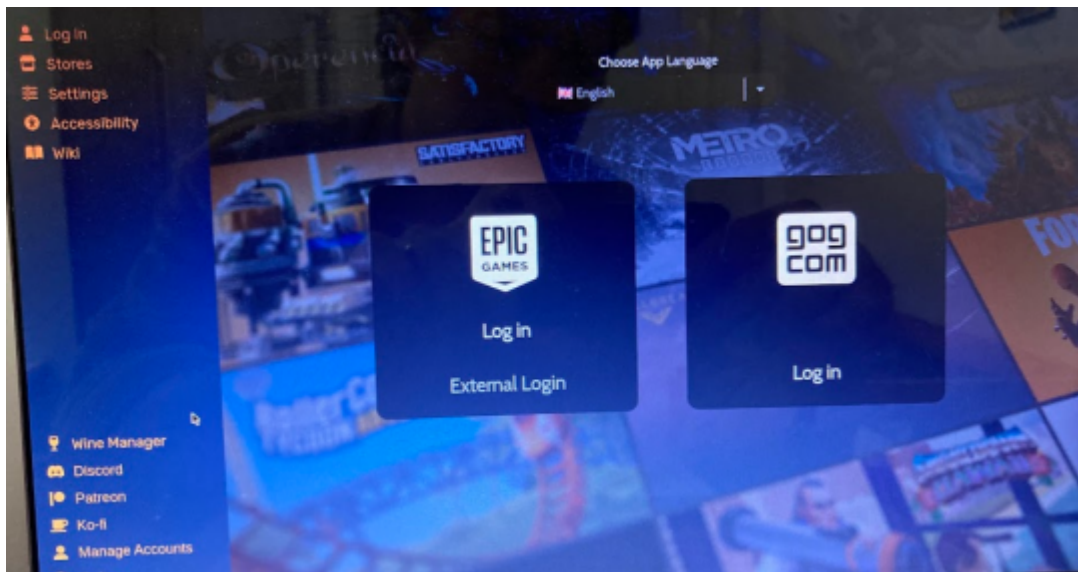 Log in
Stores
Settings
Accessibility
Wiki
Choose App Language
English
SATISFACTORY
METRO
EPIC
GAMES
Log in
External Login
gog
com
Log in
FOR
Wine Manager
Discord
Patreon
Ko-fi
Manage Accounts